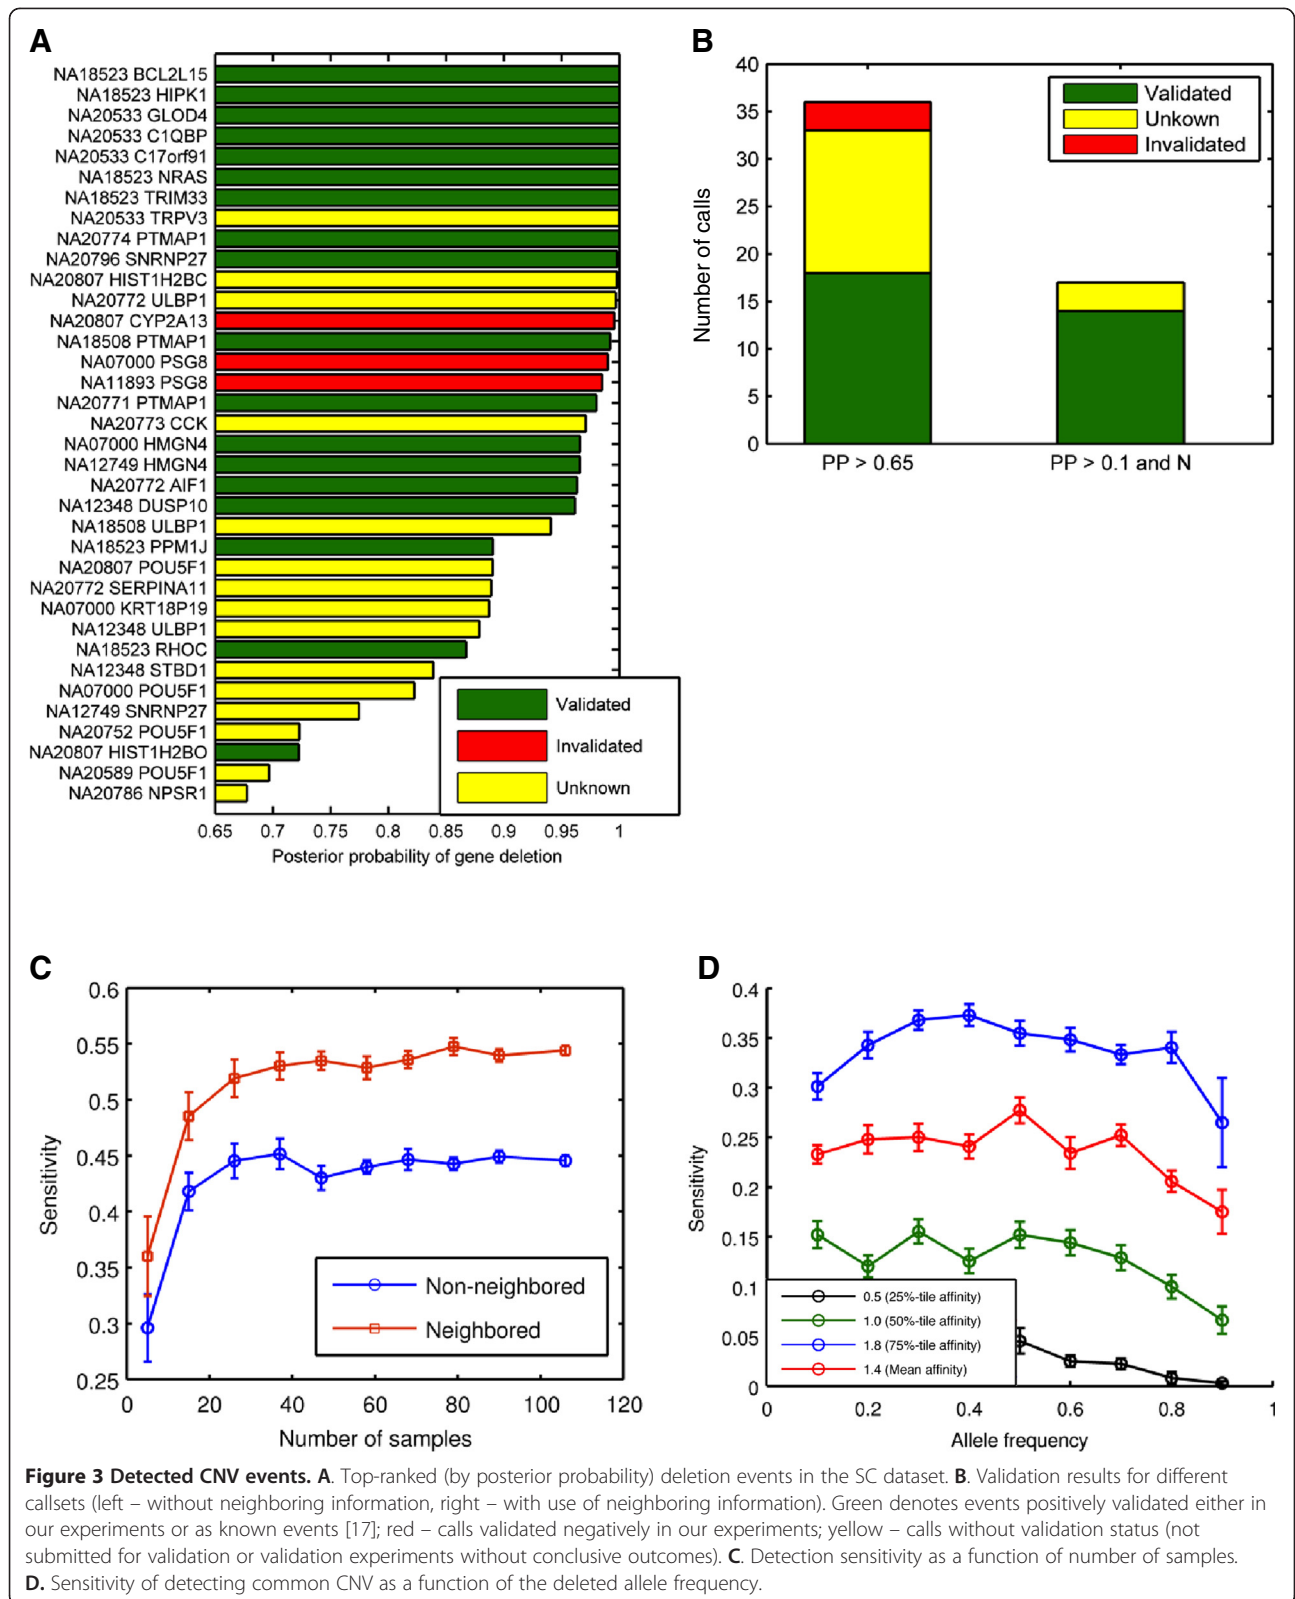 A
NA18523 BCL2L15
NA18523 HIPK1
NA20533 GLOD4
NA20533 C1QBP
NA20533 C17orf91
NA18523 NRAS
NA18523 TRIM33
NA20533 TRPV3
NA20774 PTMAP1
NA20796 SNRNP27
NA20807 HIST1H2BC
NA20772 ULBP1
NA20807 CYP2A13
NA18508 PTMAP1
NA07000 PSG8
NA11893 PSG8
NA20771 PTMAP1
NA20773 CCK
NA07000 HMGN4
NA12749 HMGN4
NA20772 AIF1
NA12348 DUSP10
NA18508 ULBP1
NA18523 PPM1J
NA20807 POU5F1
NA20772 SERPINA11
NA07000 KRT18P19
NA12348 ULBP1
NA18523 RHOC
NA12348 STBD1
NA07000 POU5F1
NA12749 SNRNP27
NA20752 POU5F1
NA20807 HIST1H2BO
NA20589 POU5F1
NA20786 NPSR1
Validated
Invalidated
Unknown
0.65 0.7 0.75 0.8 0.85 0.9 0.95 1
Posterior probability of gene deletion
B
40
35
30
25
20
15
10
5
0
Number of calls
Validated
Unkown
Invalidated
PP > 0.65 PP > 0.1 and N
C
0.6
0.55
0.5
0.45
0.4
0.35
0.3
0.25
Sensitivity
Non-neighbored
Neighbored
0 20 40 60 80 100 120
Number of samples
D
0.4
0.35
0.3
0.25
0.2
0.15
0.1
0.05
0
Sensitivity
0.5 (25%-tile affinity)
1.0 (50%-tile affinity)
1.8 (75%-tile affinity)
1.4 (Mean affinity)
0 0.2 0.4 0.6 0.8 1
Allele frequency
Figure 3 Detected CNV events. A. Top-ranked (by posterior probability) deletion events in the SC dataset. B. Validation results for different
callsets (left – without neighboring information, right – with use of neighboring information). Green denotes events positively validated either in
our experiments or as known events [17]; red – calls validated negatively in our experiments; yellow – calls without validation status (not
submitted for validation or validation experiments without conclusive outcomes). C. Detection sensitivity as a function of number of samples.
D. Sensitivity of detecting common CNV as a function of the deleted allele frequency.